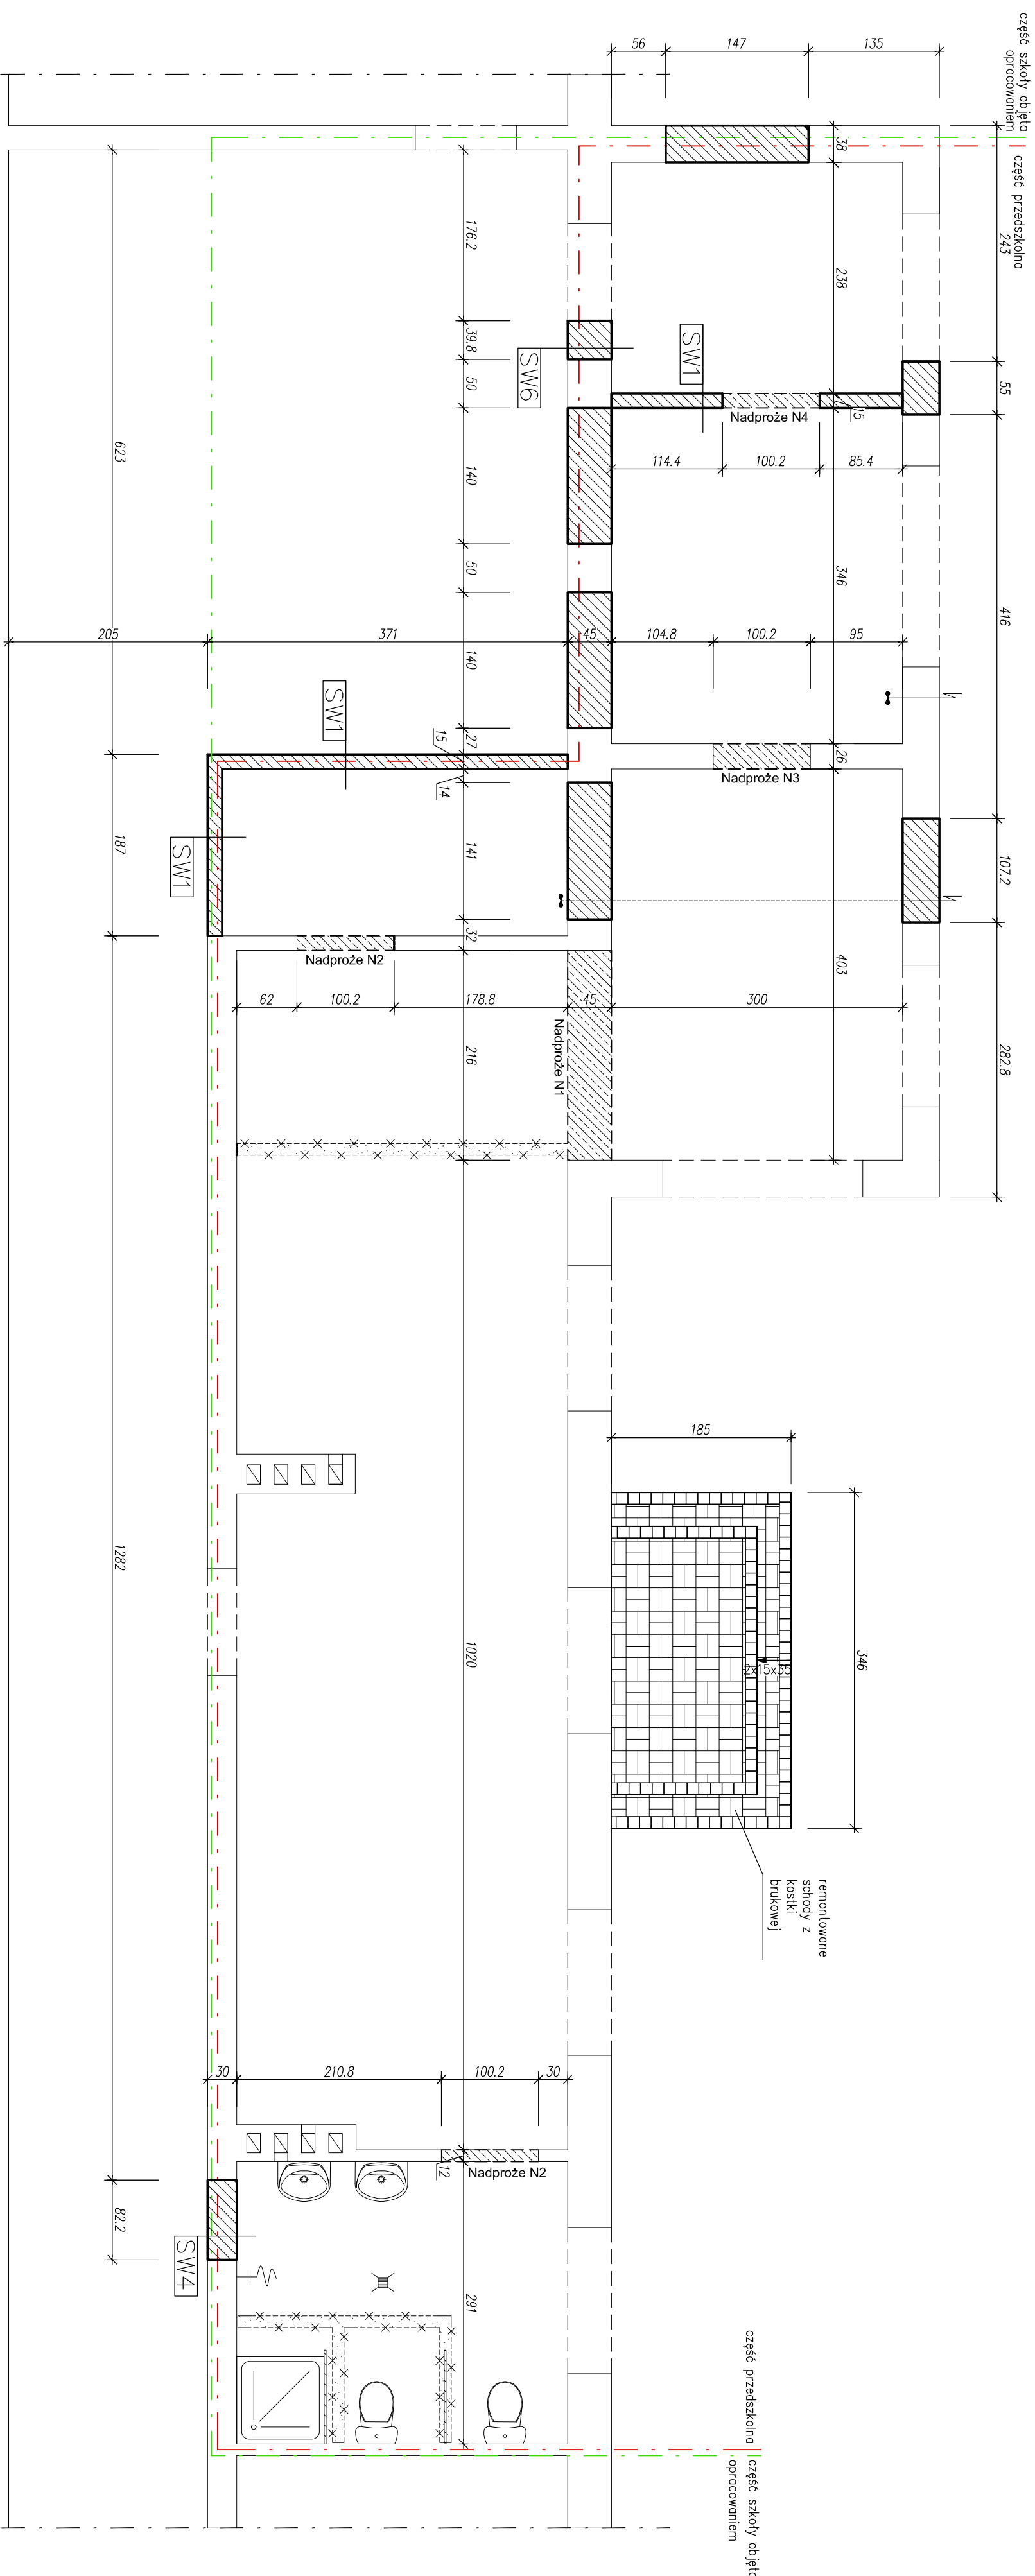 część szkoły objęta
opracowaniem
część przedszkolna
243
55
416
107.2
282.8
135
147
56
38
238
15
346
26
403
SW1
Nadproże N4
114.4
100.2
85.4
104.8
100.2
95
45
371
205
Nadproże N3
SW6
176.2
39.8
50
140
50
140
27
15
14
141
32
216
1020
12
291
SW1
SW1
Nadproże N2
62
100.2
178.8
45
300
Nadproże N1
623
187
1282
82.2
185
346
2x15x35
remontowane
schody z
kostki
brukowej
30
210.8
100.2
30
Nadproże N2
SW4
część przedszkolna
część szkoły objęta
opracowaniem